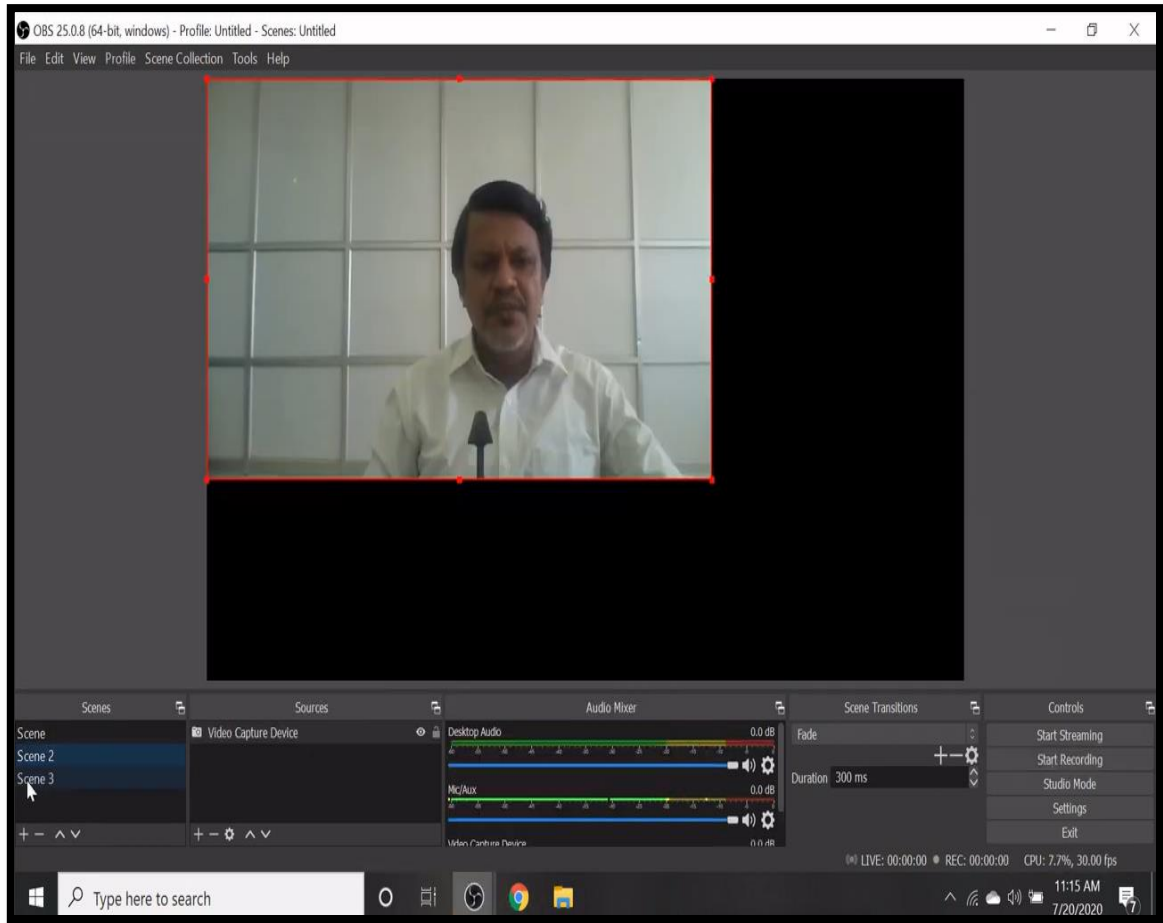 OBS 25.0.8 (64-bit, windows) - Profile: Untitled - Scenes: Untitled
File Edit View Profile Scene Collection Tools Help
Scenes Sources Audio Mixer Scene Transitions Controls
Scene
Scene 2
Scene 3
Video Capture Device
Desktop Audio 0.0 dB
Mic/Aux 0.0 dB
Video Capture Device 0.0 dB
Fade
Duration 300 ms
Start Streaming
Start Recording
Studio Mode
Settings
Exit
LIVE: 00:00:00 REC: 00:00:00 CPU: 7.7%, 30.00 fps
Type here to search
11:15 AM
7/20/2020
7